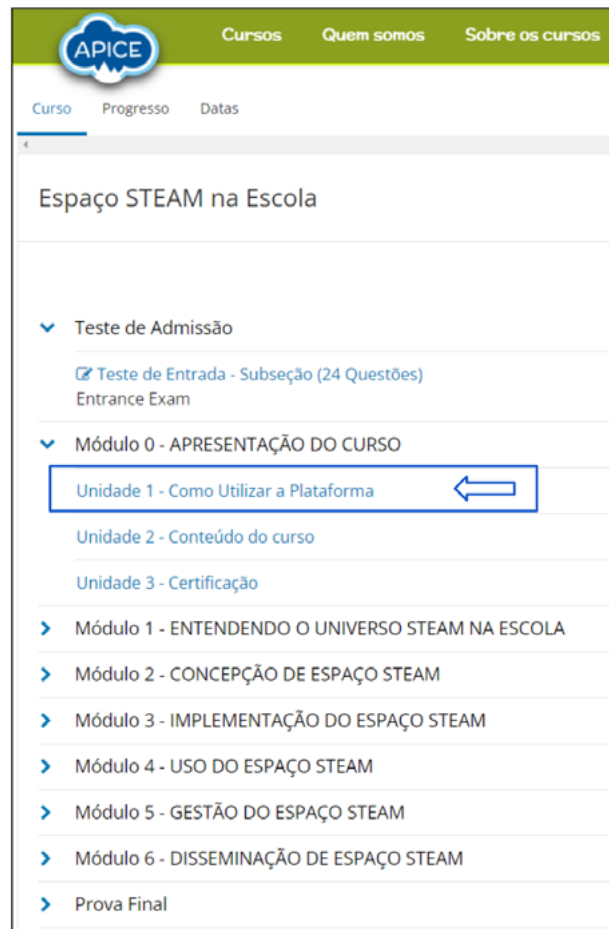 APICE
Cursos Quem somos Sobre os cursos
Curso Progresso Datas
Espaço STEAM na Escola
Teste de Admissão
Teste de Entrada - Subseção (24 Questões)
Entrance Exam
Módulo 0 - APRESENTAÇÃO DO CURSO
Unidade 1 - Como Utilizar a Plataforma
Unidade 2 - Conteúdo do curso
Unidade 3 - Certificação
Módulo 1 - ENTENDENDO O UNIVERSO STEAM NA ESCOLA
Módulo 2 - CONCEPÇÃO DE ESPAÇO STEAM
Módulo 3 - IMPLEMENTAÇÃO DO ESPAÇO STEAM
Módulo 4 - USO DO ESPAÇO STEAM
Módulo 5 - GESTÃO DO ESPAÇO STEAM
Módulo 6 - DISSEMINAÇÃO DE ESPAÇO STEAM
Prova Final